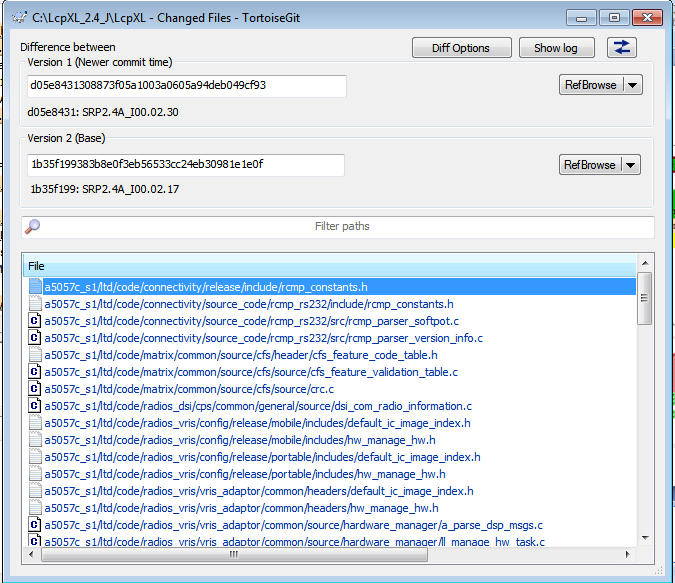 C:\LcpXL_2.4_J\LcpXL - Changed Files - TortoiseGit
Difference between
Diff Options
Show log
Version 1 (Newer commit time)
d05e8431308873f05a1003a0605a94deb049cf93
RefBrowse
d05e8431: SRP2.4A_I00.02.30
Version 2 (Base)
1b35f199383b8e0f3eb56533cc24eb30981e1e0f
RefBrowse
1b35f199: SRP2.4A_I00.02.17
Filter paths
File
a5057c_s1/ltd/code/connectivity/release/include/rcmp_constants.h
a5057c_s1/ltd/code/connectivity/source_code/rcmp_rs232/include/rcmp_constants.h
a5057c_s1/ltd/code/connectivity/source_code/rcmp_rs232/src/rcmp_parser_softpot.c
a5057c_s1/ltd/code/connectivity/source_code/rcmp_rs232/src/rcmp_parser_version_info.c
a5057c_s1/ltd/code/matrix/common/source/cfs/header/cfs_feature_code_table.h
a5057c_s1/ltd/code/matrix/common/source/cfs/source/cfs_feature_validation_table.c
a5057c_s1/ltd/code/matrix/common/source/cfs/source/crc.c
a5057c_s1/ltd/code/radios_dsi/cps/common/general/source/dsi_com_radio_information.c
a5057c_s1/ltd/code/radios_vris/config/release/mobile/includes/default_ic_image_index.h
a5057c_s1/ltd/code/radios_vris/config/release/mobile/includes/hw_manage_hw.h
a5057c_s1/ltd/code/radios_vris/config/release/portable/includes/default_ic_image_index.h
a5057c_s1/ltd/code/radios_vris/config/release/portable/includes/hw_manage_hw.h
a5057c_s1/ltd/code/radios_vris/vris_adaptor/common/headers/default_ic_image_index.h
a5057c_s1/ltd/code/radios_vris/vris_adaptor/common/headers/hw_manage_hw.h
a5057c_s1/ltd/code/radios_vris/vris_adaptor/common/source/hardware_manager/a_parse_dsp_msgs.c
a5057c_s1/ltd/code/radios_vris/vris_adaptor/common/source/hardware_manager/ll_manage_hw_task.c